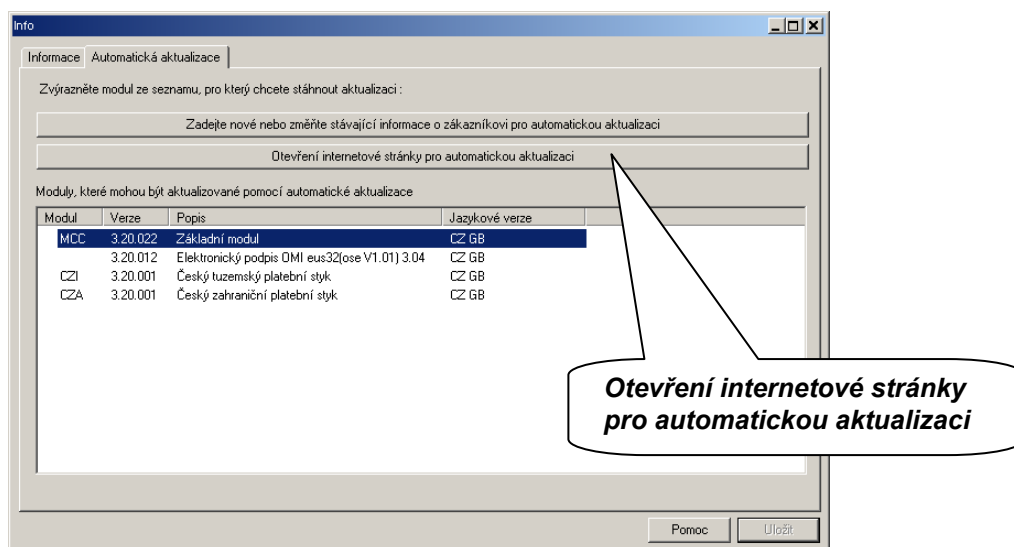 Info
Informace Automatická aktualizace
Zvýrazněte modul ze seznamu, pro který chcete stáhnout aktualizaci :
Zadejte nové nebo změňte stávající informace o zákazníkovi pro automatickou aktualizaci
Otevření internetové stránky pro automatickou aktualizaci
Moduly, které mohou být aktualizované pomocí automatické aktualizace
Modul Verze Popis Jazykové verze
MCC 3.20.022 Základní modul CZ GB
3.20.012 Elektronický podpis OMI eus32(ose V1.01) 3.04 CZ GB
CZI 3.20.001 Český tuzemský platební styk CZ GB
CZA 3.20.001 Český zahraniční platební styk CZ GB
Otevření internetové stránky
pro automatickou aktualizaci
Pomoc Uložit